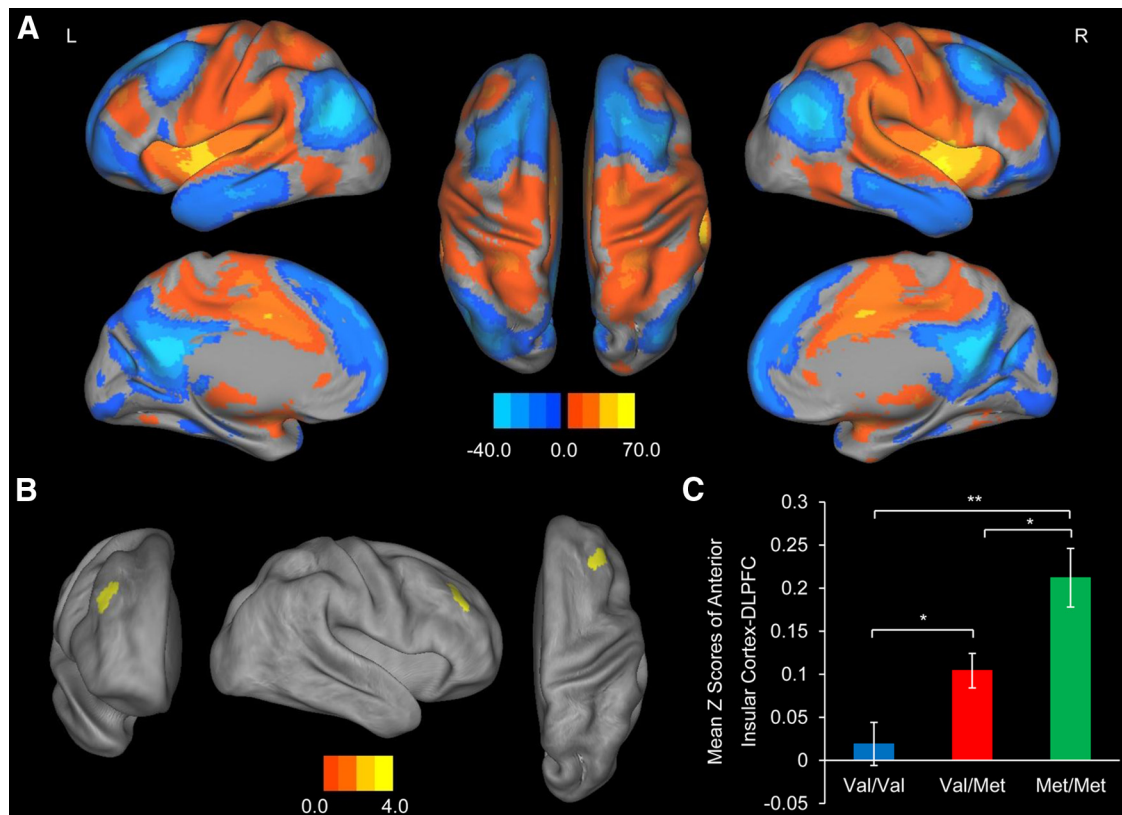 A
L
R
-40.0 0.0 70.0
B
0.0 4.0
C
Mean Z Scores of Anterior
Insular Cortex-DLPFC
0.3
0.25
0.2
0.15
0.1
0.05
0
-0.05
**
*
*
Val/Val Val/Met Met/Met